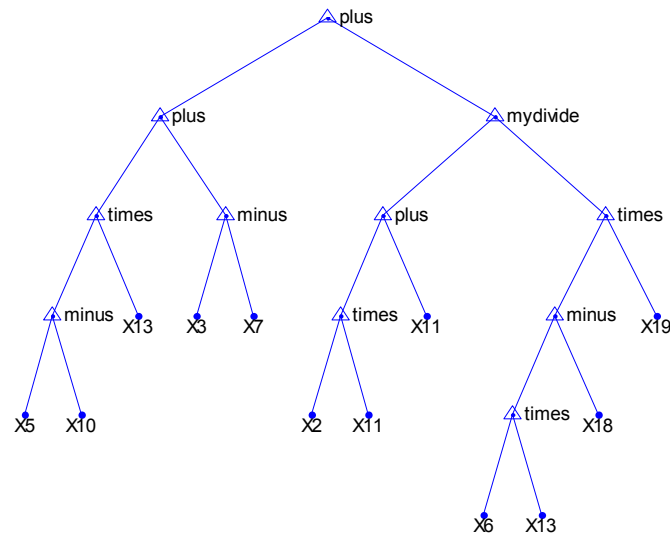 plus
plus mydivide
times minus plus times
minus X13 X3 X7 times X11 minus X19
X5 X10 X2 X11 times X18
X6 X13